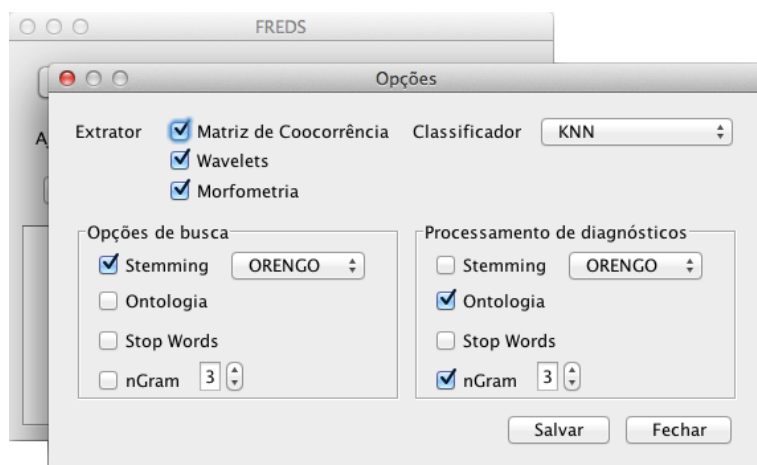 FREDS
Opções
A
Extrator Matriz de Coocorrência Classificador KNN
Wavelets
Morfometria
Opções de busca Processamento de diagnósticos
Stemming ORENGO Stemming ORENGO
Ontologia Ontologia
Stop Words Stop Words
nGram 3 nGram 3
Salvar Fechar